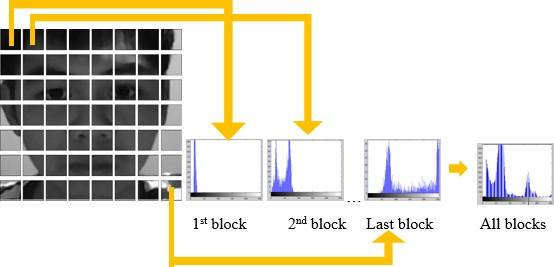 ...
1st block
2nd block
Last block
All blocks